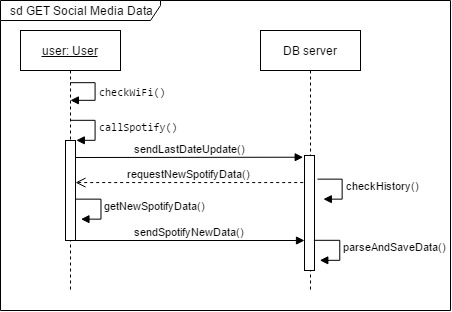 sd GET Social Media Data
user: User
DB server
checkWiFi()
callSpotify()
sendLastDateUpdate()
requestNewSpotifyData()
checkHistory()
getNewSpotifyData()
sendSpotifyNewData()
parseAndSaveData()